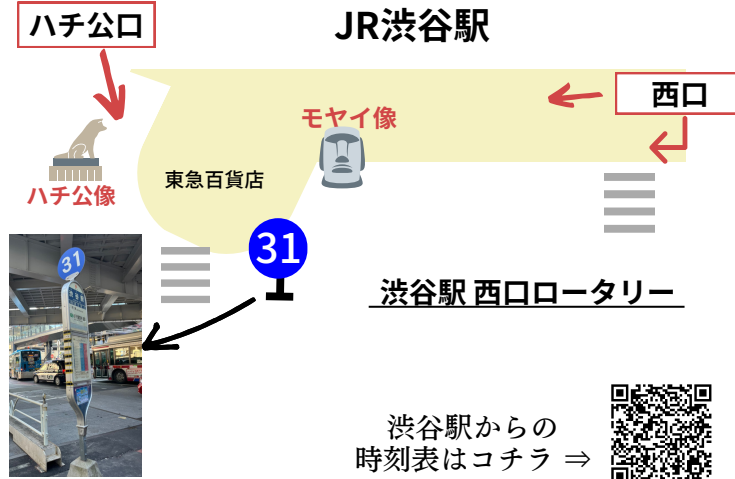 ハチ公口
JR渋谷駅
西口
モヤイ像
東急百貨店
ハチ公像
31
31
渋谷駅 西口ロータリー
渋谷駅からの
時刻表はコチラ ⇒